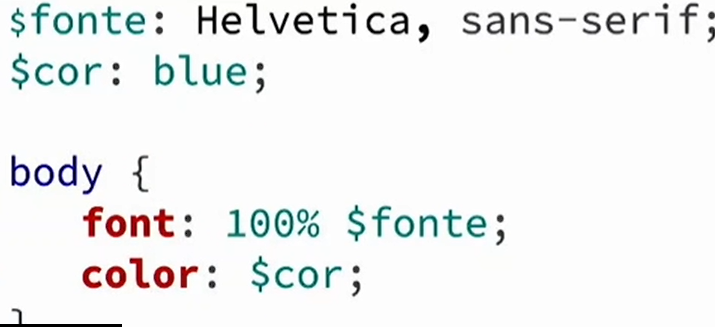 $fonte: Helvetica, sans-serif;
$cor: blue;
body {
font: 100% $fonte;
color: $cor;
}